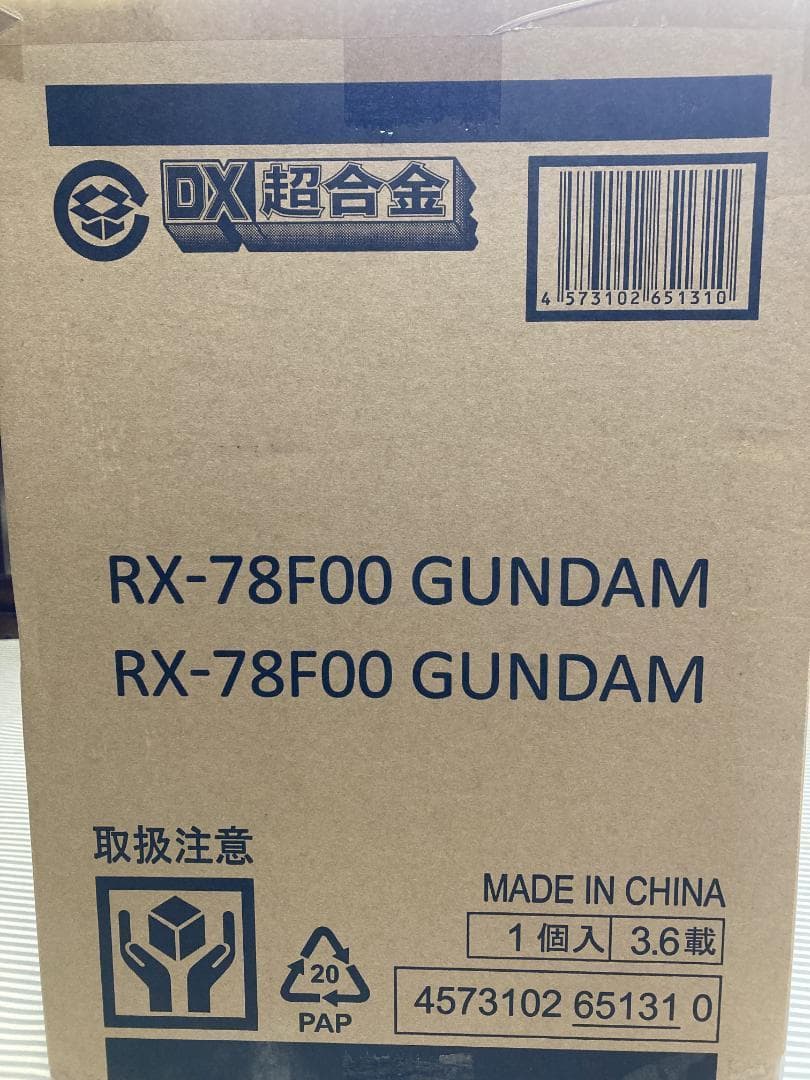 DX超合金
4 573102 651310
RX-78F00 GUNDAM
RX-78F00 GUNDAM
取扱注意
MADE IN CHINA
1個入 3.6載
20
PAP
4573102 65131 0